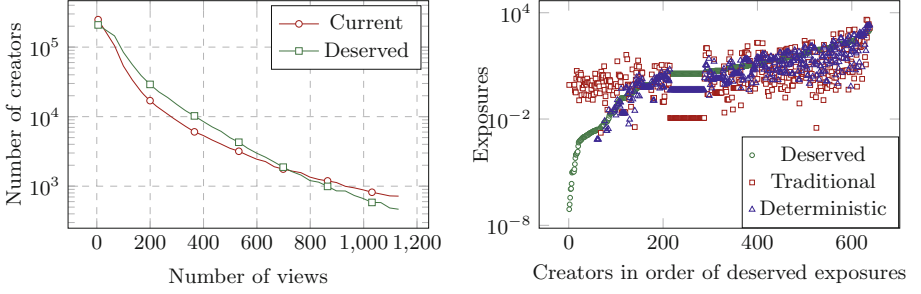 Number of creators
10^5
10^4
10^3
Current
Deserved
0 200 400 600 800 1,000 1,200
Number of views
Exposures
10^4
10^−2
10^−8
Deserved
Traditional
Deterministic
0 200 400 600
Creators in order of deserved exposures